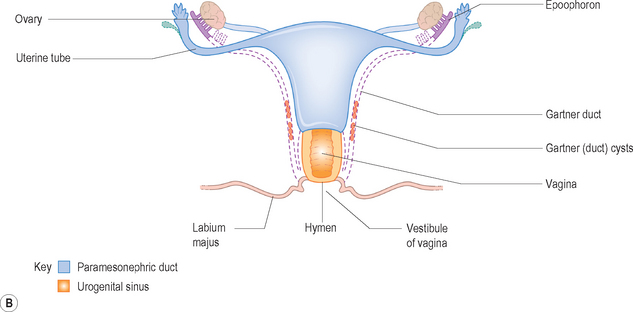 Epoophoron
Ovary
Uterine tube
Gartner duct
Gartner (duct) cysts
Vagina
Labium
majus
Hymen
Vestibule
of vagina
Key
Paramesonephric duct
Urogenital sinus
B